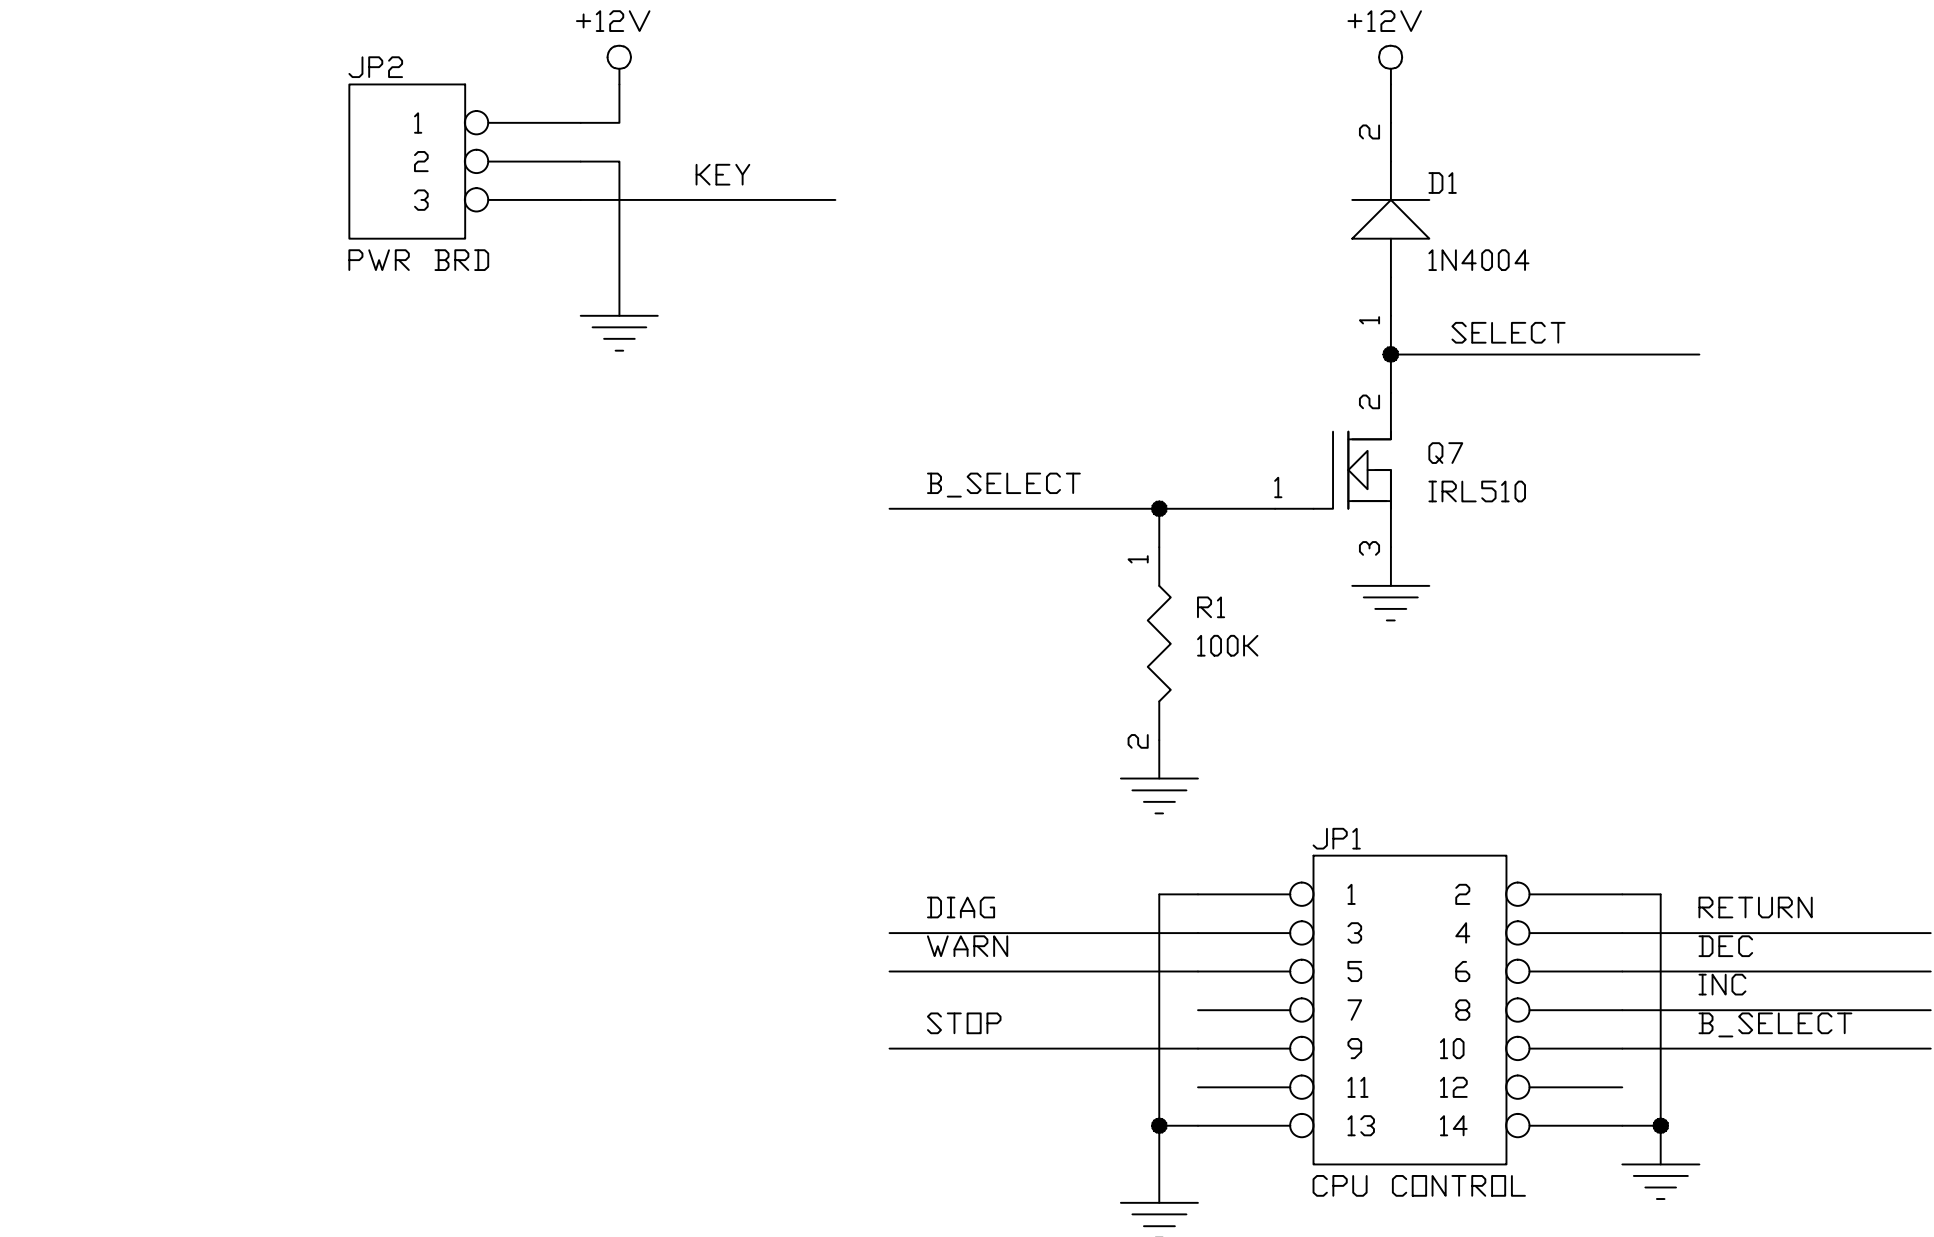 +12V
JP2
1
2
3
KEY
PWR BRD
+12V
2
D1
1N4004
1
SELECT
2
Q7
IRL510
B_SELECT
1
3
1
R1
100K
2
JP1
DIAG
1
2
RETURN
WARN
3
4
DEC
5
6
INC
STOP
7
8
B_SELECT
9
10
11
12
13
14
CPU CONTROL